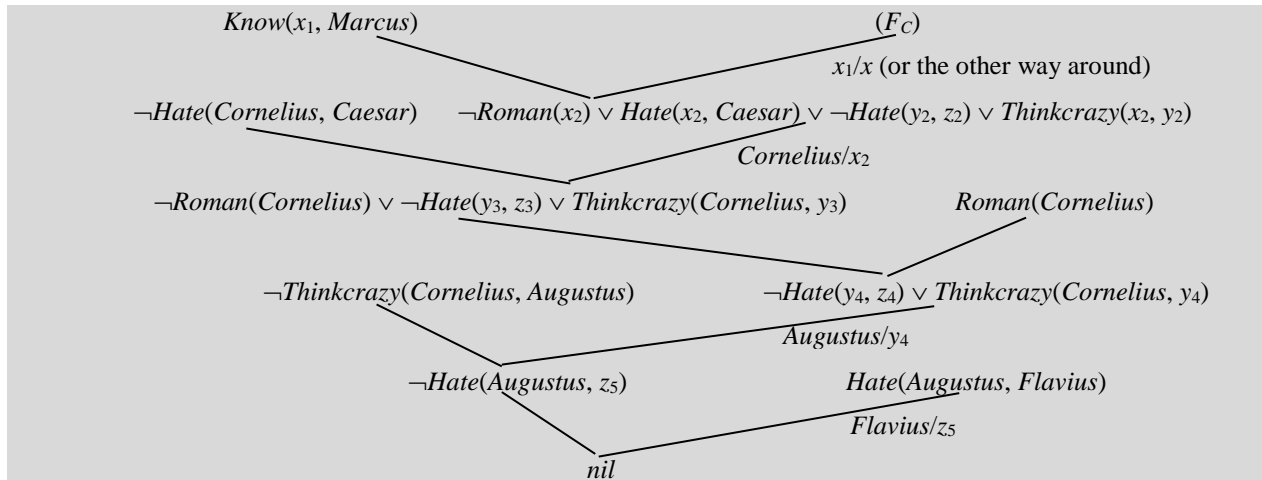 Know(x₁, Marcus) (F_C)
x₁/x (or the other way around)
¬Hate(Cornelius, Caesar) ¬Roman(x₂) ∨ Hate(x₂, Caesar) ∨ ¬Hate(y₂, z₂) ∨ Thinkcrazy(x₂, y₂)
Cornelius/x₂
¬Roman(Cornelius) ∨ ¬Hate(y₃, z₃) ∨ Thinkcrazy(Cornelius, y₃) Roman(Cornelius)
¬Thinkcrazy(Cornelius, Augustus) ¬Hate(y₄, z₄) ∨ Thinkcrazy(Cornelius, y₄)
Augustus/y₄
¬Hate(Augustus, z₅) Hate(Augustus, Flavius)
Flavius/z₅
nil